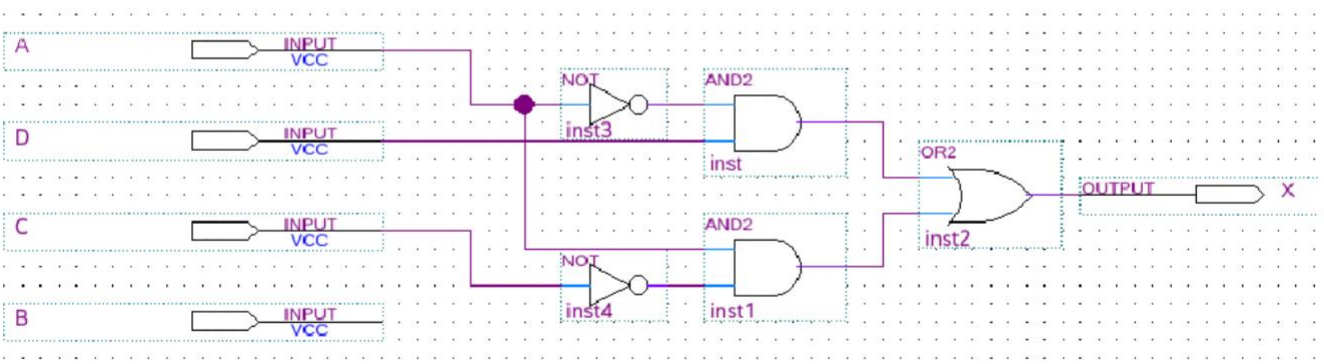 A
INPUT
VCC
NOT
AND2
inst3
D
INPUT
VCC
inst
OR2
OUTPUT
X
inst2
C
INPUT
VCC
AND2
NOT
inst4
inst1
B
INPUT
VCC